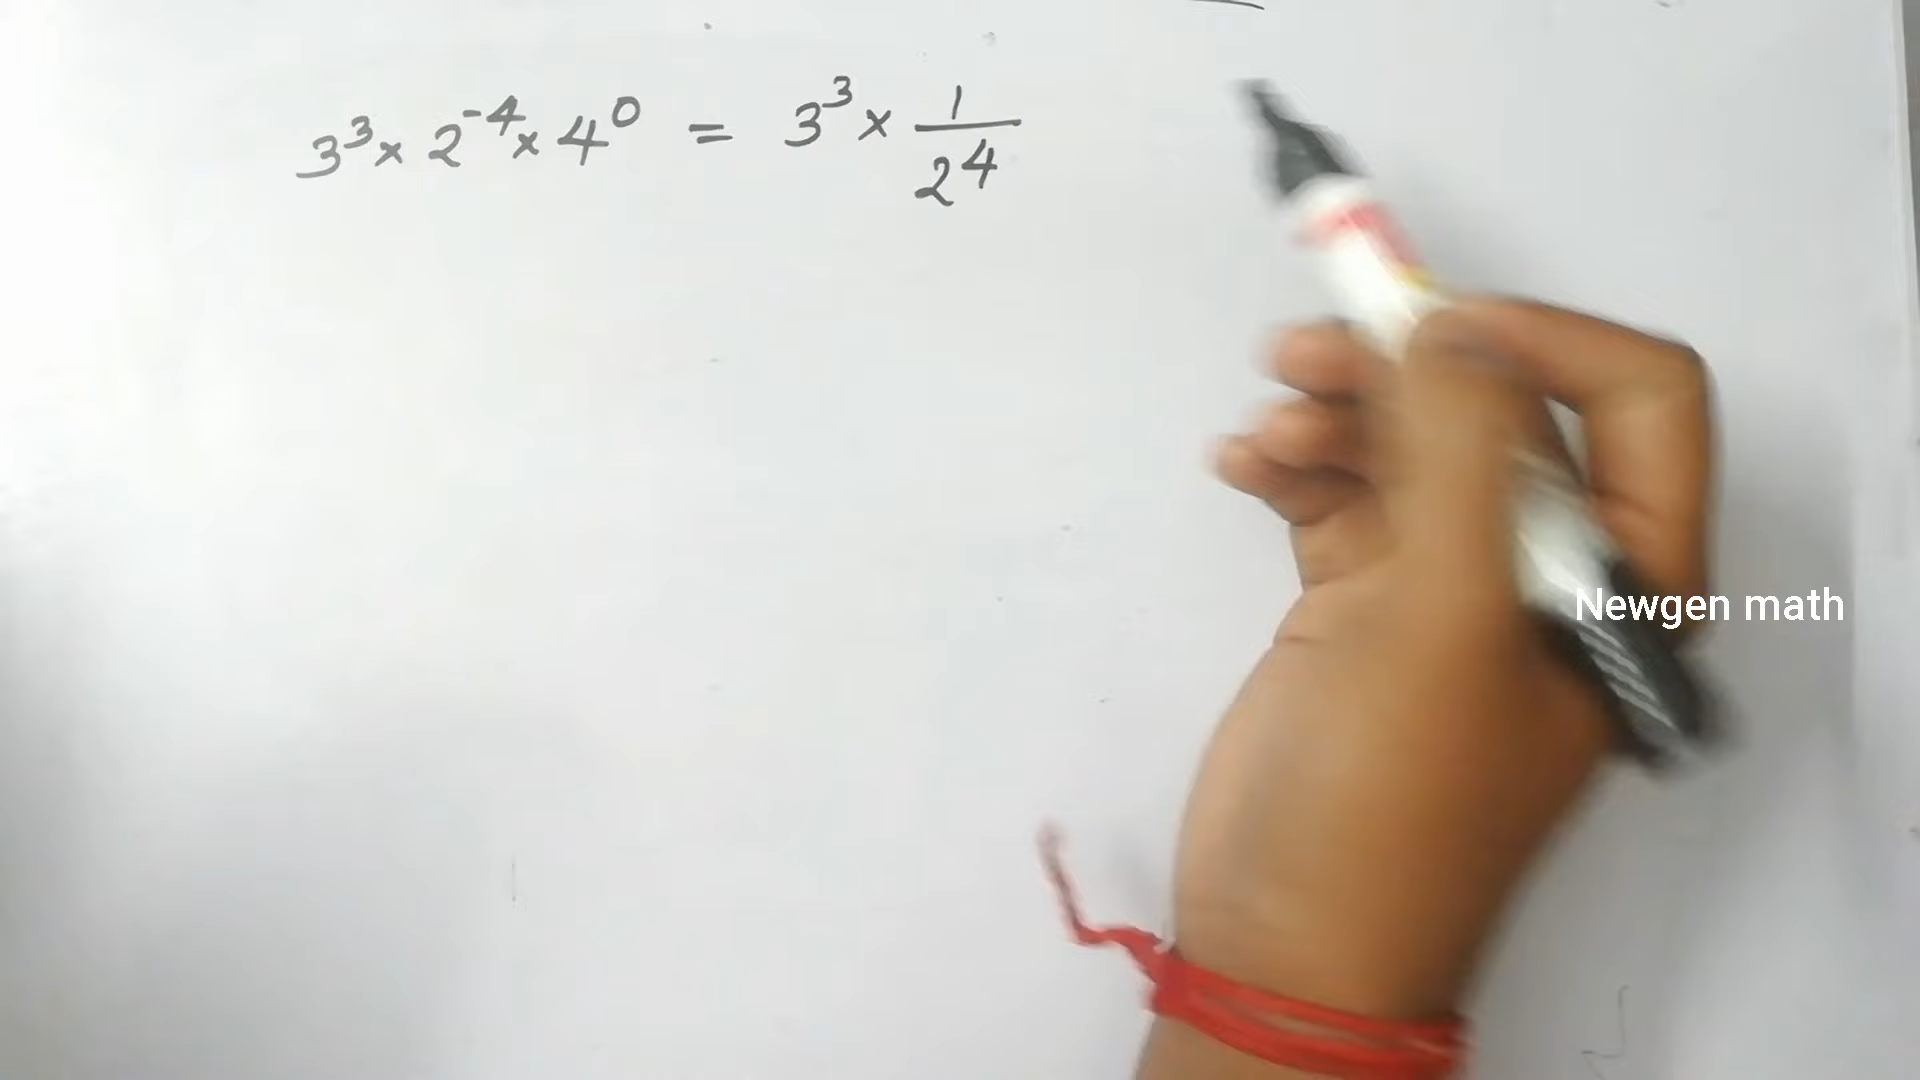 3³ × 2⁻⁴ × 4⁰ = 3³ × 1/2⁴
Newgen math